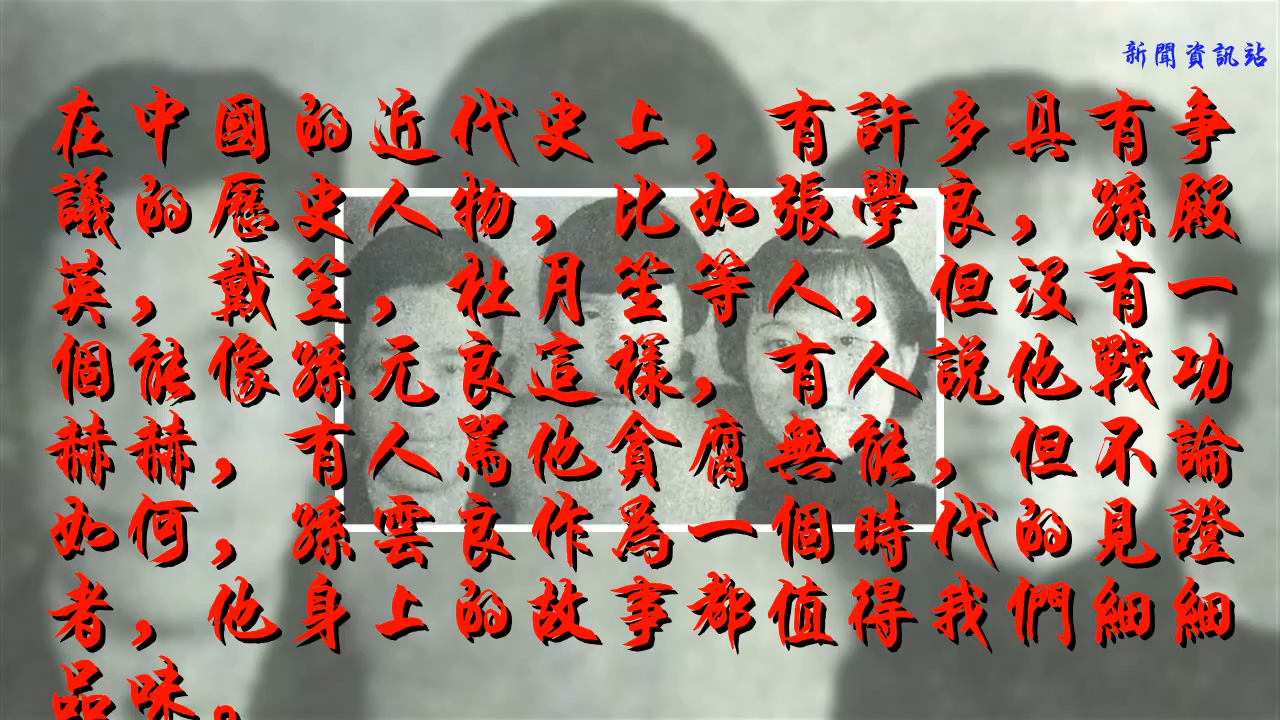 新聞資訊站
在中國的近代史上，有許多具有爭
議的歷史人物，比如張學良，孫殿
英，戴笠，杜月笙等人，但沒有一
個能像孫元良這樣，有人說他戰功
赫赫，有人罵他貪腐無能，但不論
如何，孫雲良作為一個時代的見證
者，他身上的故事都值得我們細細
品味。